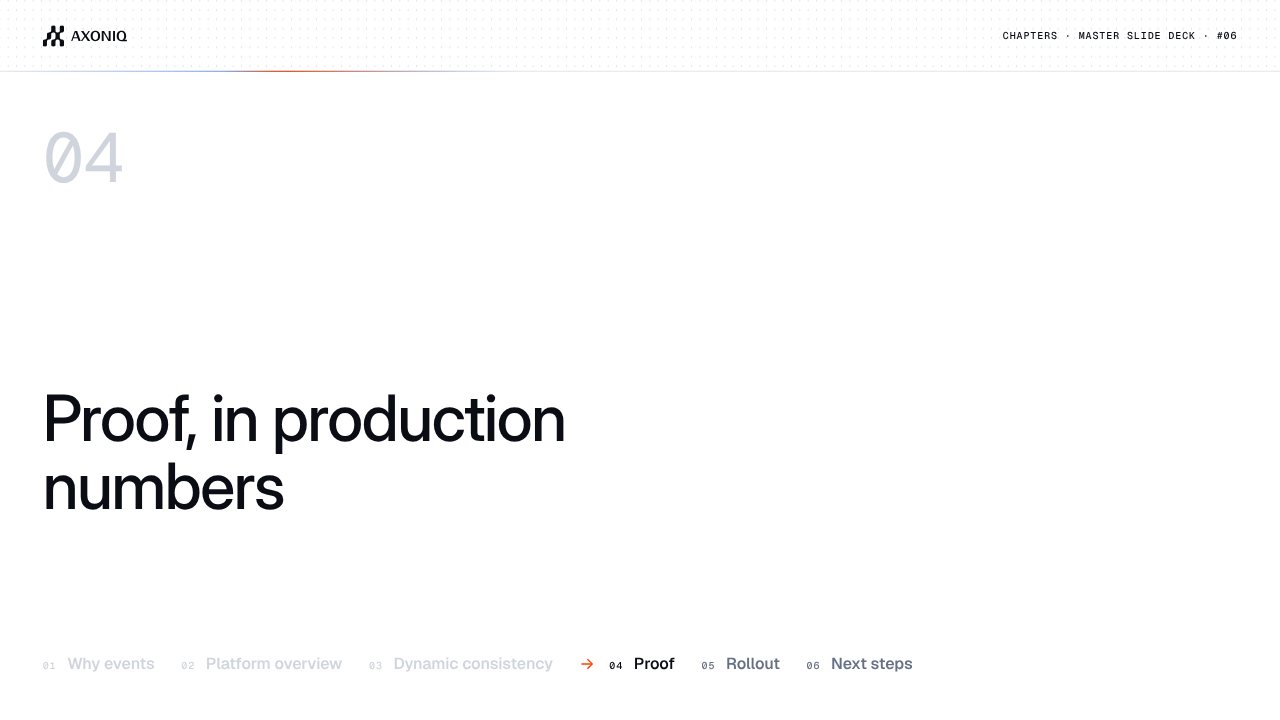 AXONIQ
CHAPTERS · MASTER SLIDE DECK · #06
04
Proof, in production
numbers
01 Why events 02 Platform overview 03 Dynamic consistency → 04 Proof 05 Rollout 06 Next steps